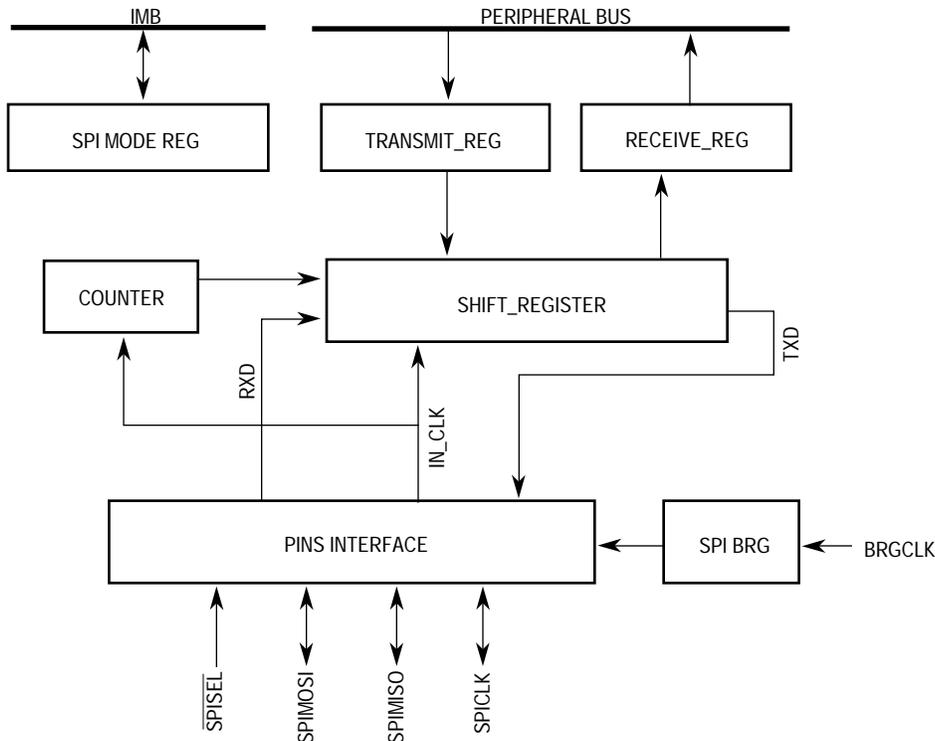 IMB
PERIPHERAL BUS
SPI MODE REG
TRANSMIT_REG
RECEIVE_REG
COUNTER
SHIFT_REGISTER
TXD
RXD
IN_CLK
PINS INTERFACE
SPI BRG
BRGCLK
SPISEL
SPIMOSI
SPIMISO
SPICLK